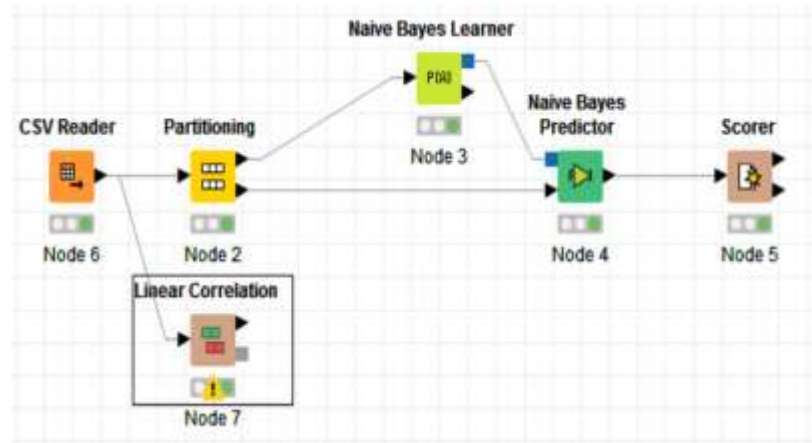 Naive Bayes Learner
P(A)
Node 3
CSV Reader
Node 6
Partitioning
Node 2
Naive Bayes
Predictor
Node 4
Scorer
Node 5
Linear Correlation
Node 7